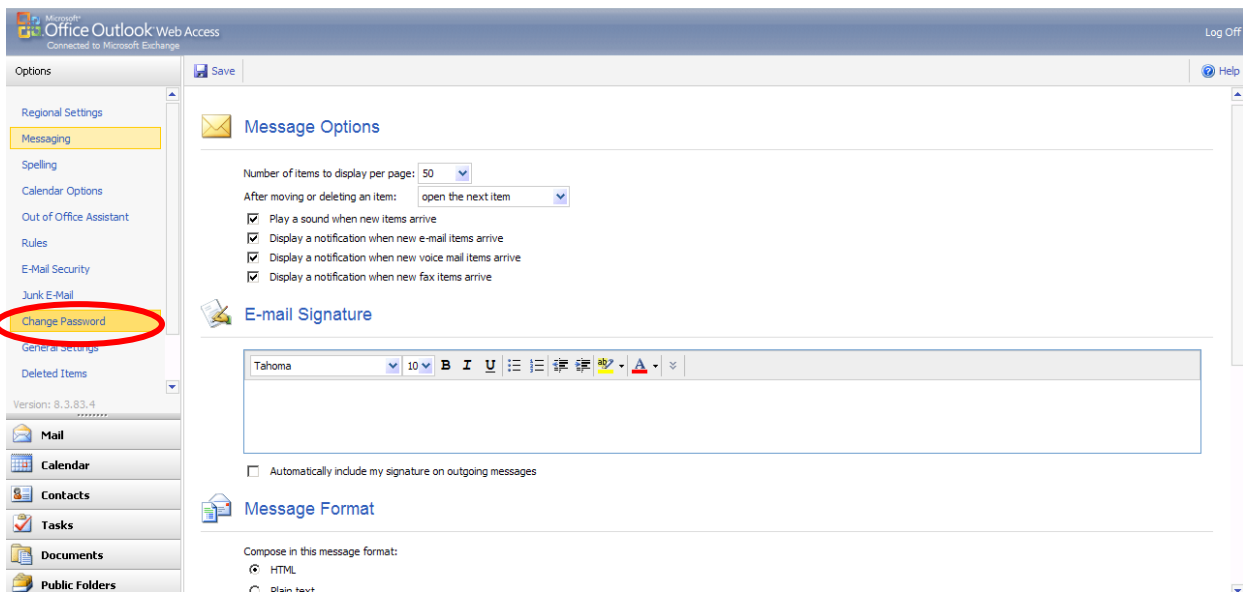 Microsoft®
Office Outlook Web Access
Connected to Microsoft Exchange
Log Off
Options
Save
Help
Regional Settings
Messaging
Spelling
Calendar Options
Out of Office Assistant
Rules
E-Mail Security
Junk E-Mail
Change Password
General Settings
Deleted Items
Version: 8.3.83.4
Mail
Calendar
Contacts
Tasks
Documents
Public Folders
Message Options
Number of items to display per page: 50
After moving or deleting an item: open the next item
Play a sound when new items arrive
Display a notification when new e-mail items arrive
Display a notification when new voice mail items arrive
Display a notification when new fax items arrive
E-mail Signature
Tahoma 10 B I U ab A
Automatically include my signature on outgoing messages
Message Format
Compose in this message format:
HTML
Plain text